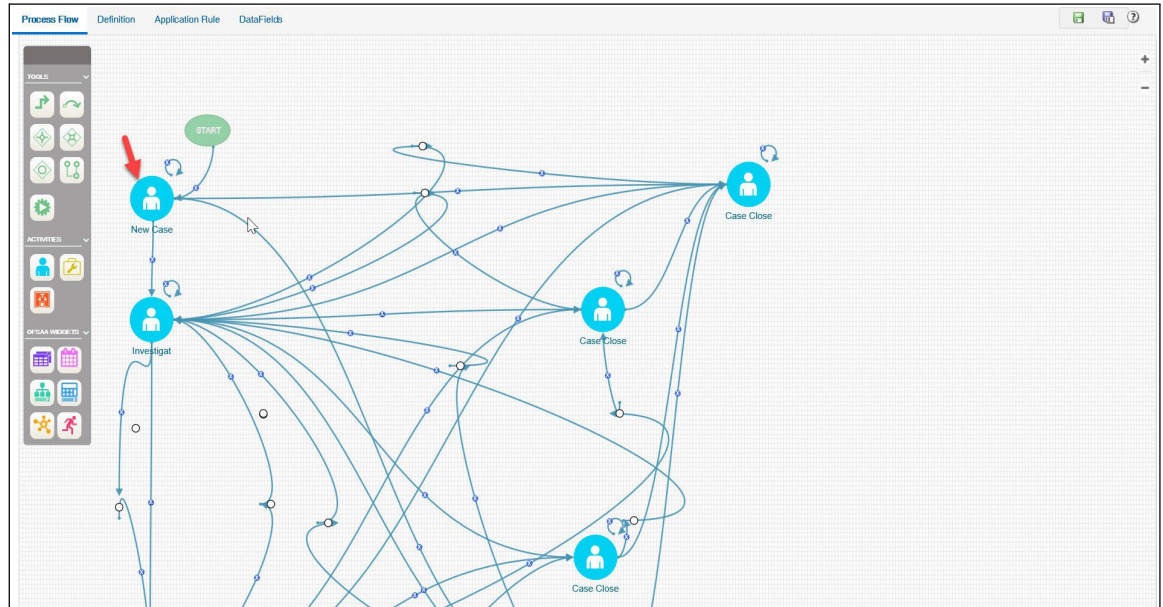 Process Flow Definition Application Rule DataFields
TOOLS
START
New Case
Case Close
ACTIVITIES
Investigat
Case Close
OFSAA WIDGETS
Case Close